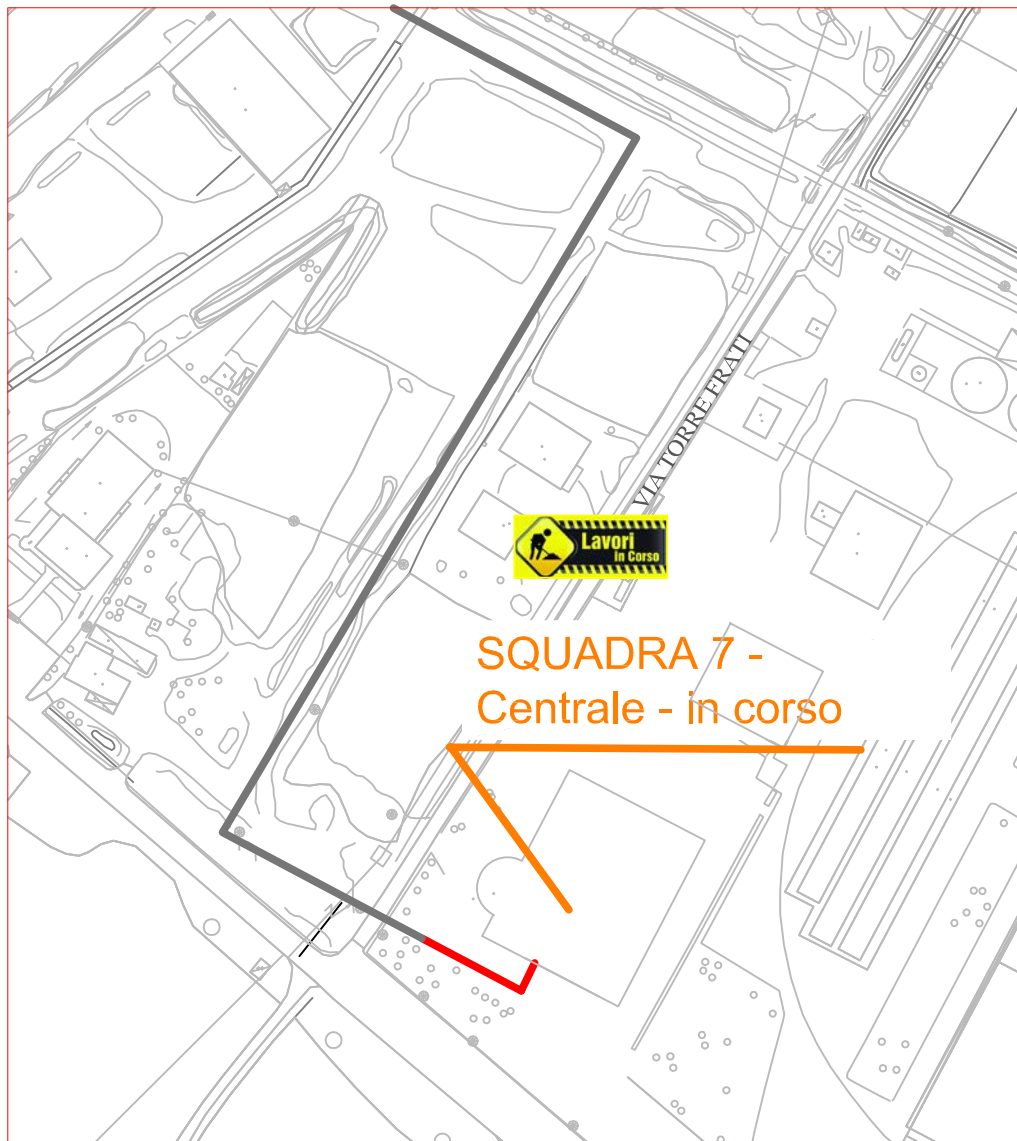 VIA TORRE FRATI
Lavori
In Corso
SQUADRA 7 -
Centrale - in corso